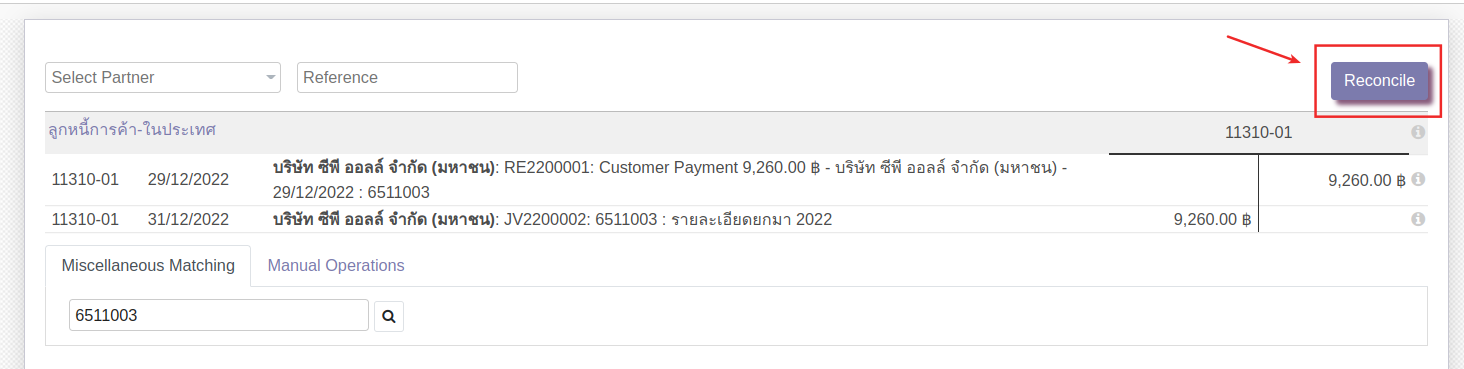 Select Partner Reference Reconcile
ลูกหนี้การค้า-ในประเทศ 11310-01
11310-01 29/12/2022 บริษัท ซีพี ออลล์ จำกัด (มหาชน): RE2200001: Customer Payment 9,260.00 ฿ - บริษัท ซีพี ออลล์ จำกัด (มหาชน) - 9,260.00 ฿
29/12/2022 : 6511003
11310-01 31/12/2022 บริษัท ซีพี ออลล์ จำกัด (มหาชน): JV2200002: 6511003 : รายละเอียดยกมา 2022 9,260.00 ฿
Miscellaneous Matching Manual Operations
6511003